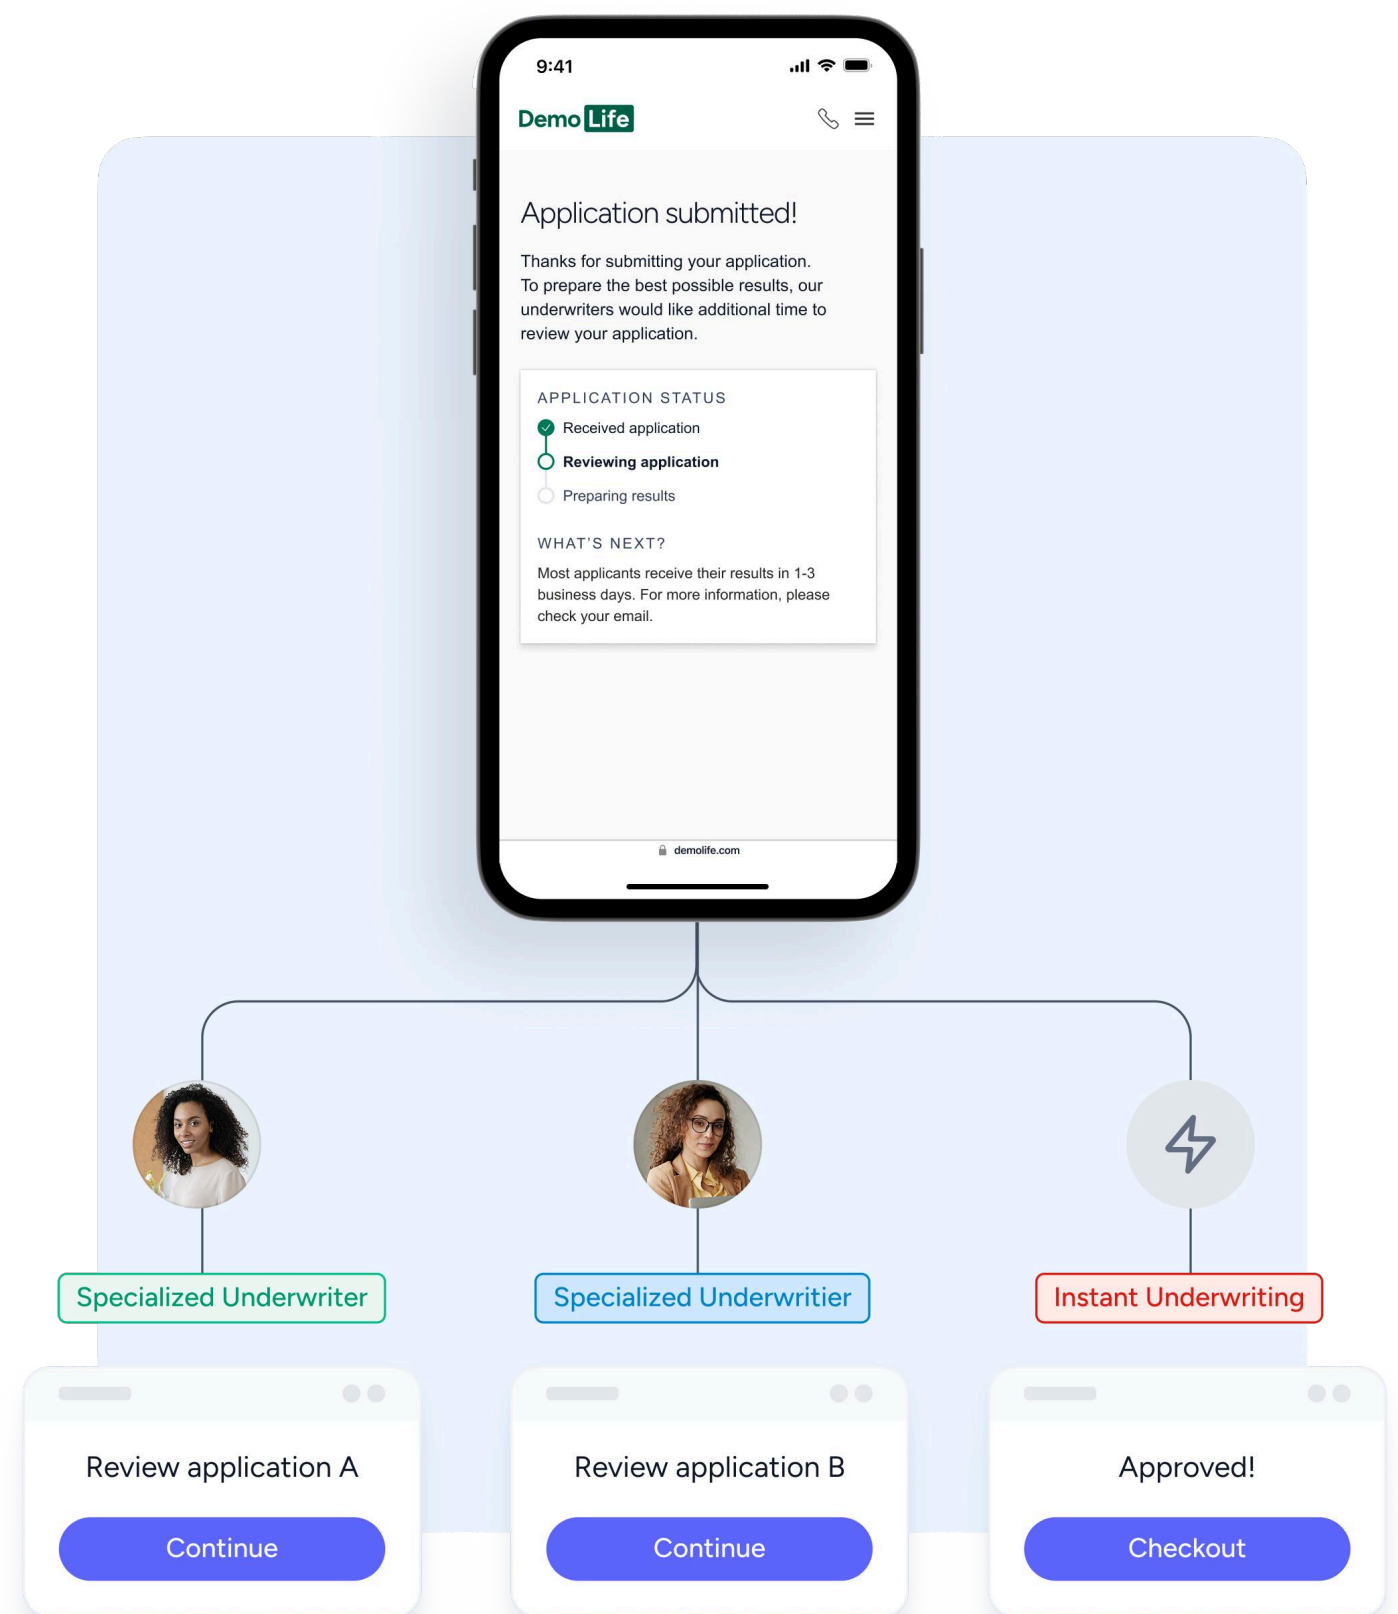 9:41
Demo Life
Application submitted!
Thanks for submitting your application.
To prepare the best possible results, our
underwriters would like additional time to
review your application.
APPLICATION STATUS
Received application
Reviewing application
Preparing results
WHAT'S NEXT?
Most applicants receive their results in 1-3
business days. For more information, please
check your email.
demolife.com
Specialized Underwriter
Specialized Underwritier
Instant Underwriting
Review application A
Review application B
Approved!
Continue
Continue
Checkout